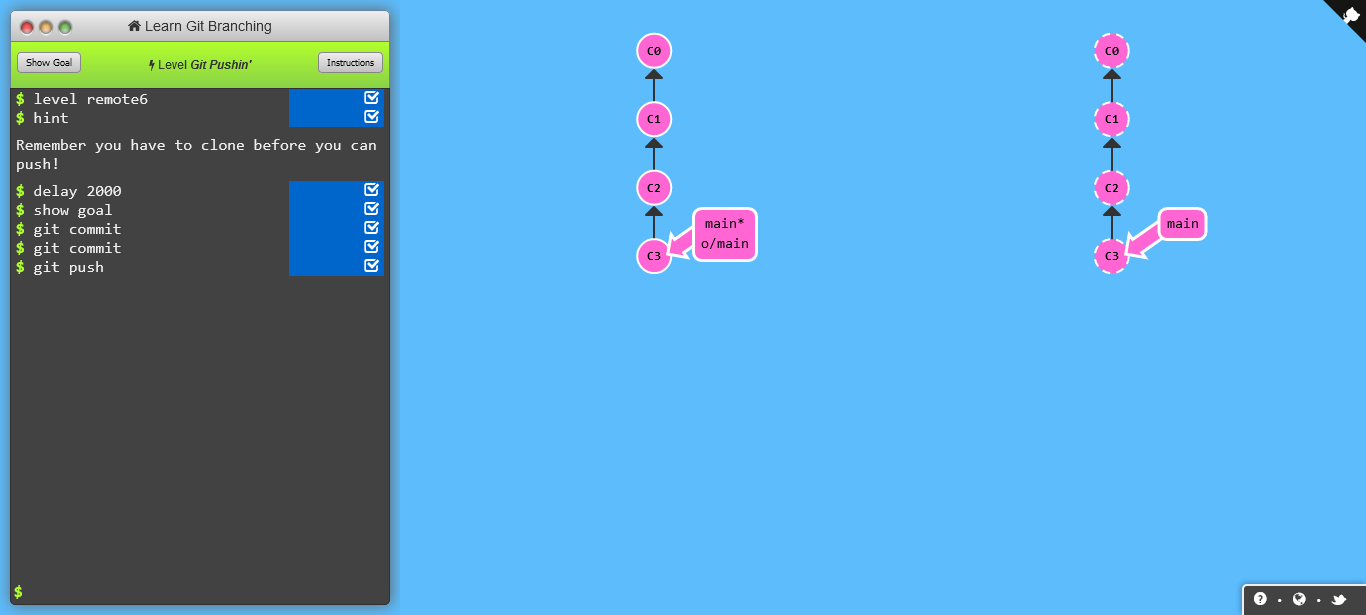 Learn Git Branching
Show Goal
Level Git Pushin'
Instructions
$ level remote6
$ hint
Remember you have to clone before you can
push!
$ delay 2000
$ show goal
$ git commit
$ git commit
$ git push
$
C0
C1
C2
main*
o/main
C3
C0
C1
C2
main
C3